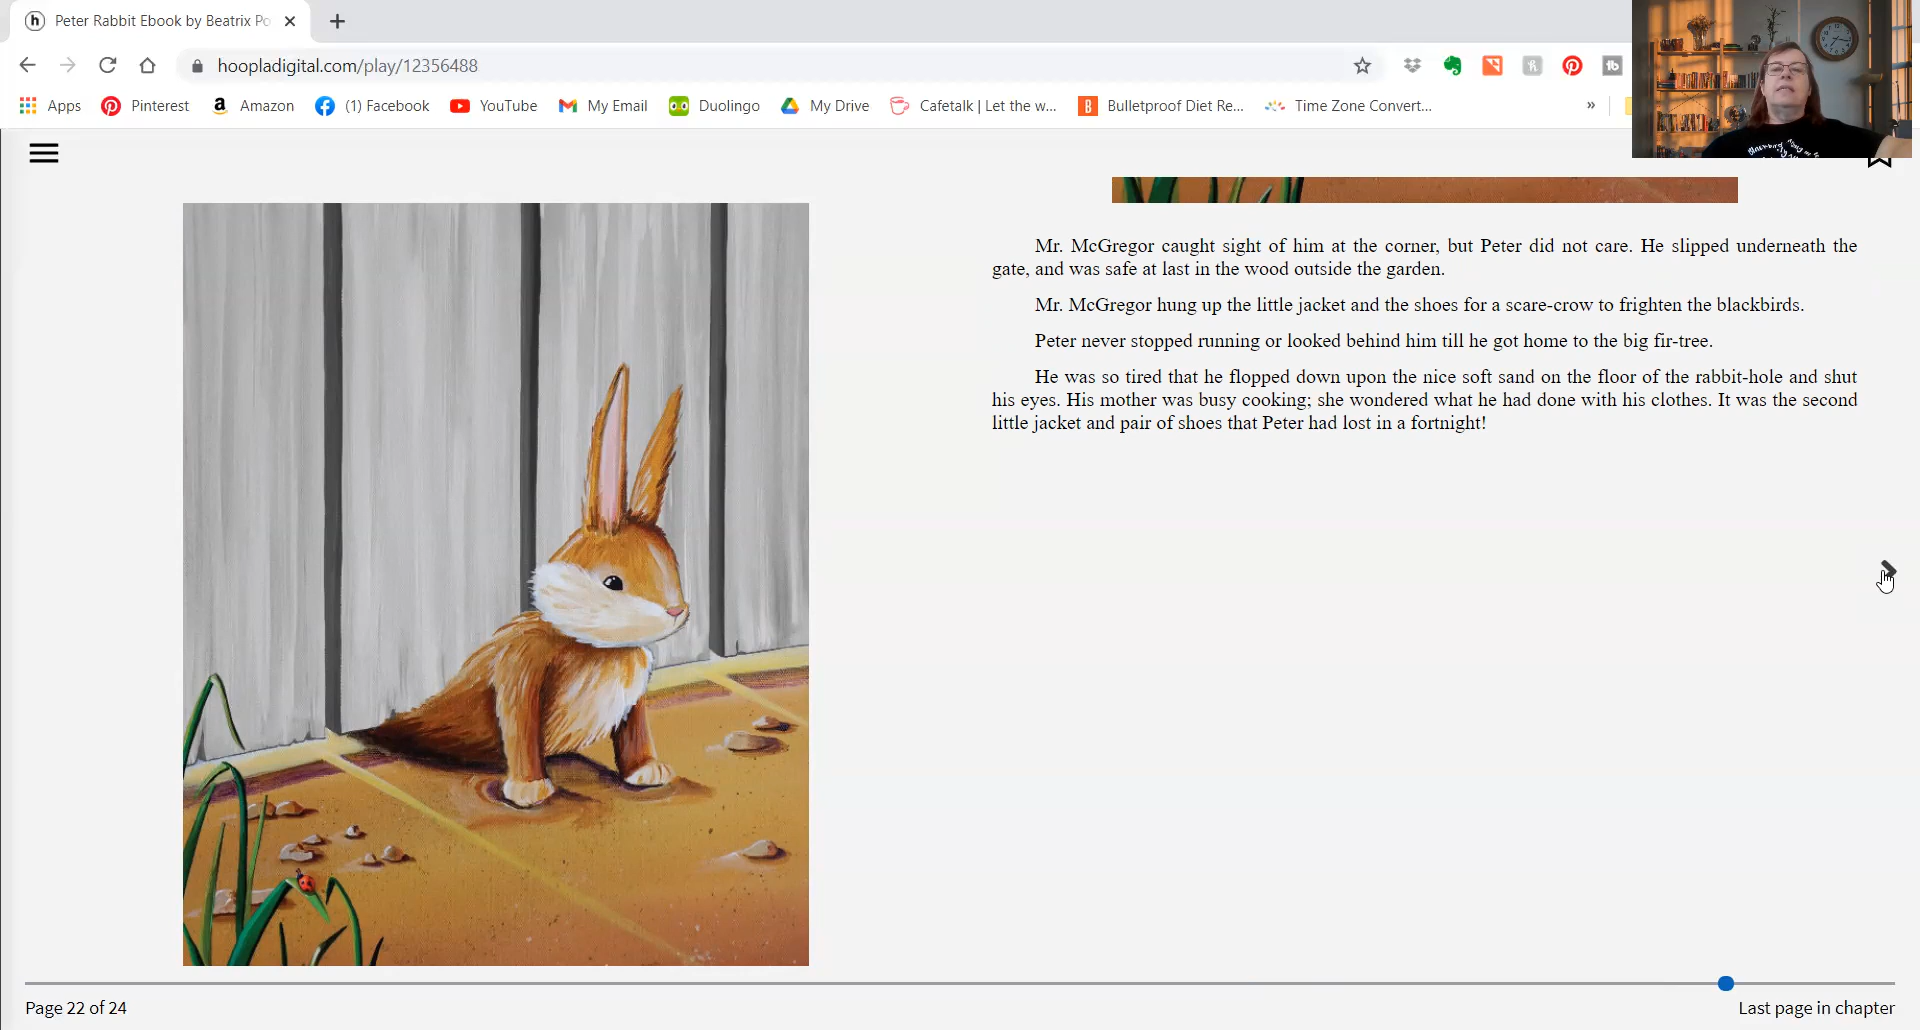 Peter Rabbit Ebook by Beatrix Po
hoopladigital.com/play/12356488
Apps Pinterest Amazon (1) Facebook YouTube My Email Duolingo My Drive Cafetalk | Let the w... Bulletproof Diet Re... Time Zone Convert... »
Mr. McGregor caught sight of him at the corner, but Peter did not care. He slipped underneath the
gate, and was safe at last in the wood outside the garden.
Mr. McGregor hung up the little jacket and the shoes for a scare-crow to frighten the blackbirds.
Peter never stopped running or looked behind him till he got home to the big fir-tree.
He was so tired that he flopped down upon the nice soft sand on the floor of the rabbit-hole and shut
his eyes. His mother was busy cooking; she wondered what he had done with his clothes. It was the second
little jacket and pair of shoes that Peter had lost in a fortnight!
Page 22 of 24
Last page in chapter